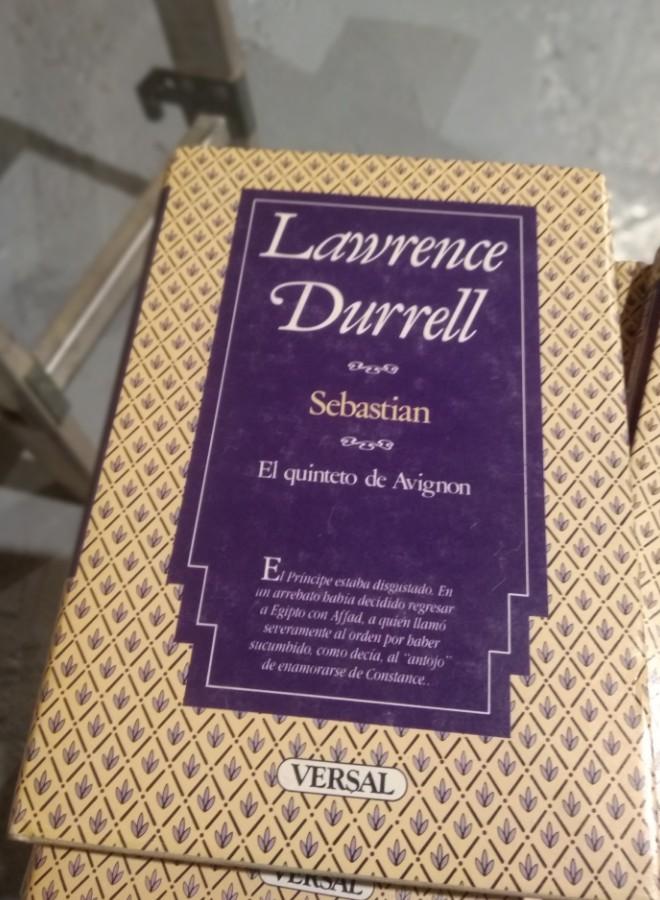 Lawrence
Durrell
Sebastian
El quinteto de Avignon
El Príncipe estaba disgustado. En
un arrebato había decidido regresar
a Egipto con Affad, a quien llamó
severamente al orden por haber
sucumbido, como decía, al "antojo"
de enamorarse de Constance...
VERSAL
VERSAL